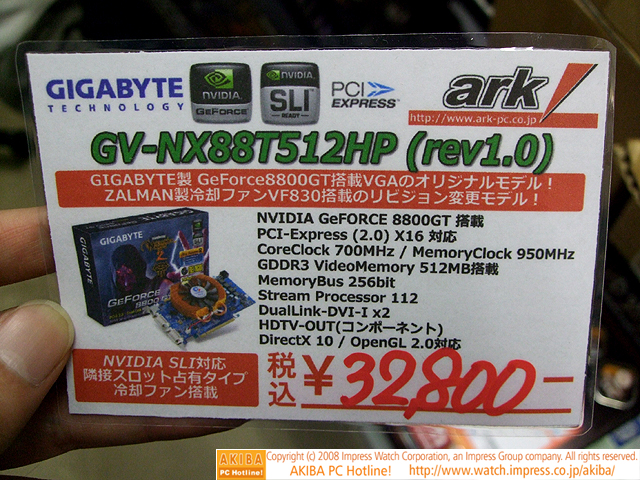 GIGABYTE
TECHNOLOGY
NVIDIA
GEFORCE
NVIDIA
SLI
READY
PCI
EXPRESS
ark
http://www.ark-pc.co.jp
GV-NX88T512HP (rev1.0)
GIGABYTE製 GeForce8800GT搭載VGAのオリジナルモデル！
ZALMAN製冷却ファンVF830搭載のリビジョン変更モデル！
GIGABYTE
GEFORCE
8800
NVIDIA GeFORCE 8800GT 搭載
PCI-Express (2.0) X16 対応
CoreClock 700MHz / MemoryClock 950MHz
GDDR3 VideoMemory 512MB搭載
MemoryBus 256bit
Stream Processor 112
DualLink-DVI-I x2
HDTV-OUT(コンポーネント)
DirectX 10 / OpenGL 2.0対応
NVIDIA SLI対応
隣接スロット占有タイプ
冷却ファン搭載
税込
¥32,800-
AKIBA
PC Hotline!
Copyright (c) 2008 Impress Watch Corporation, an Impress Group company. All rights reserved.
AKIBA PC Hotline! http://www.watch.impress.co.jp/akiba/